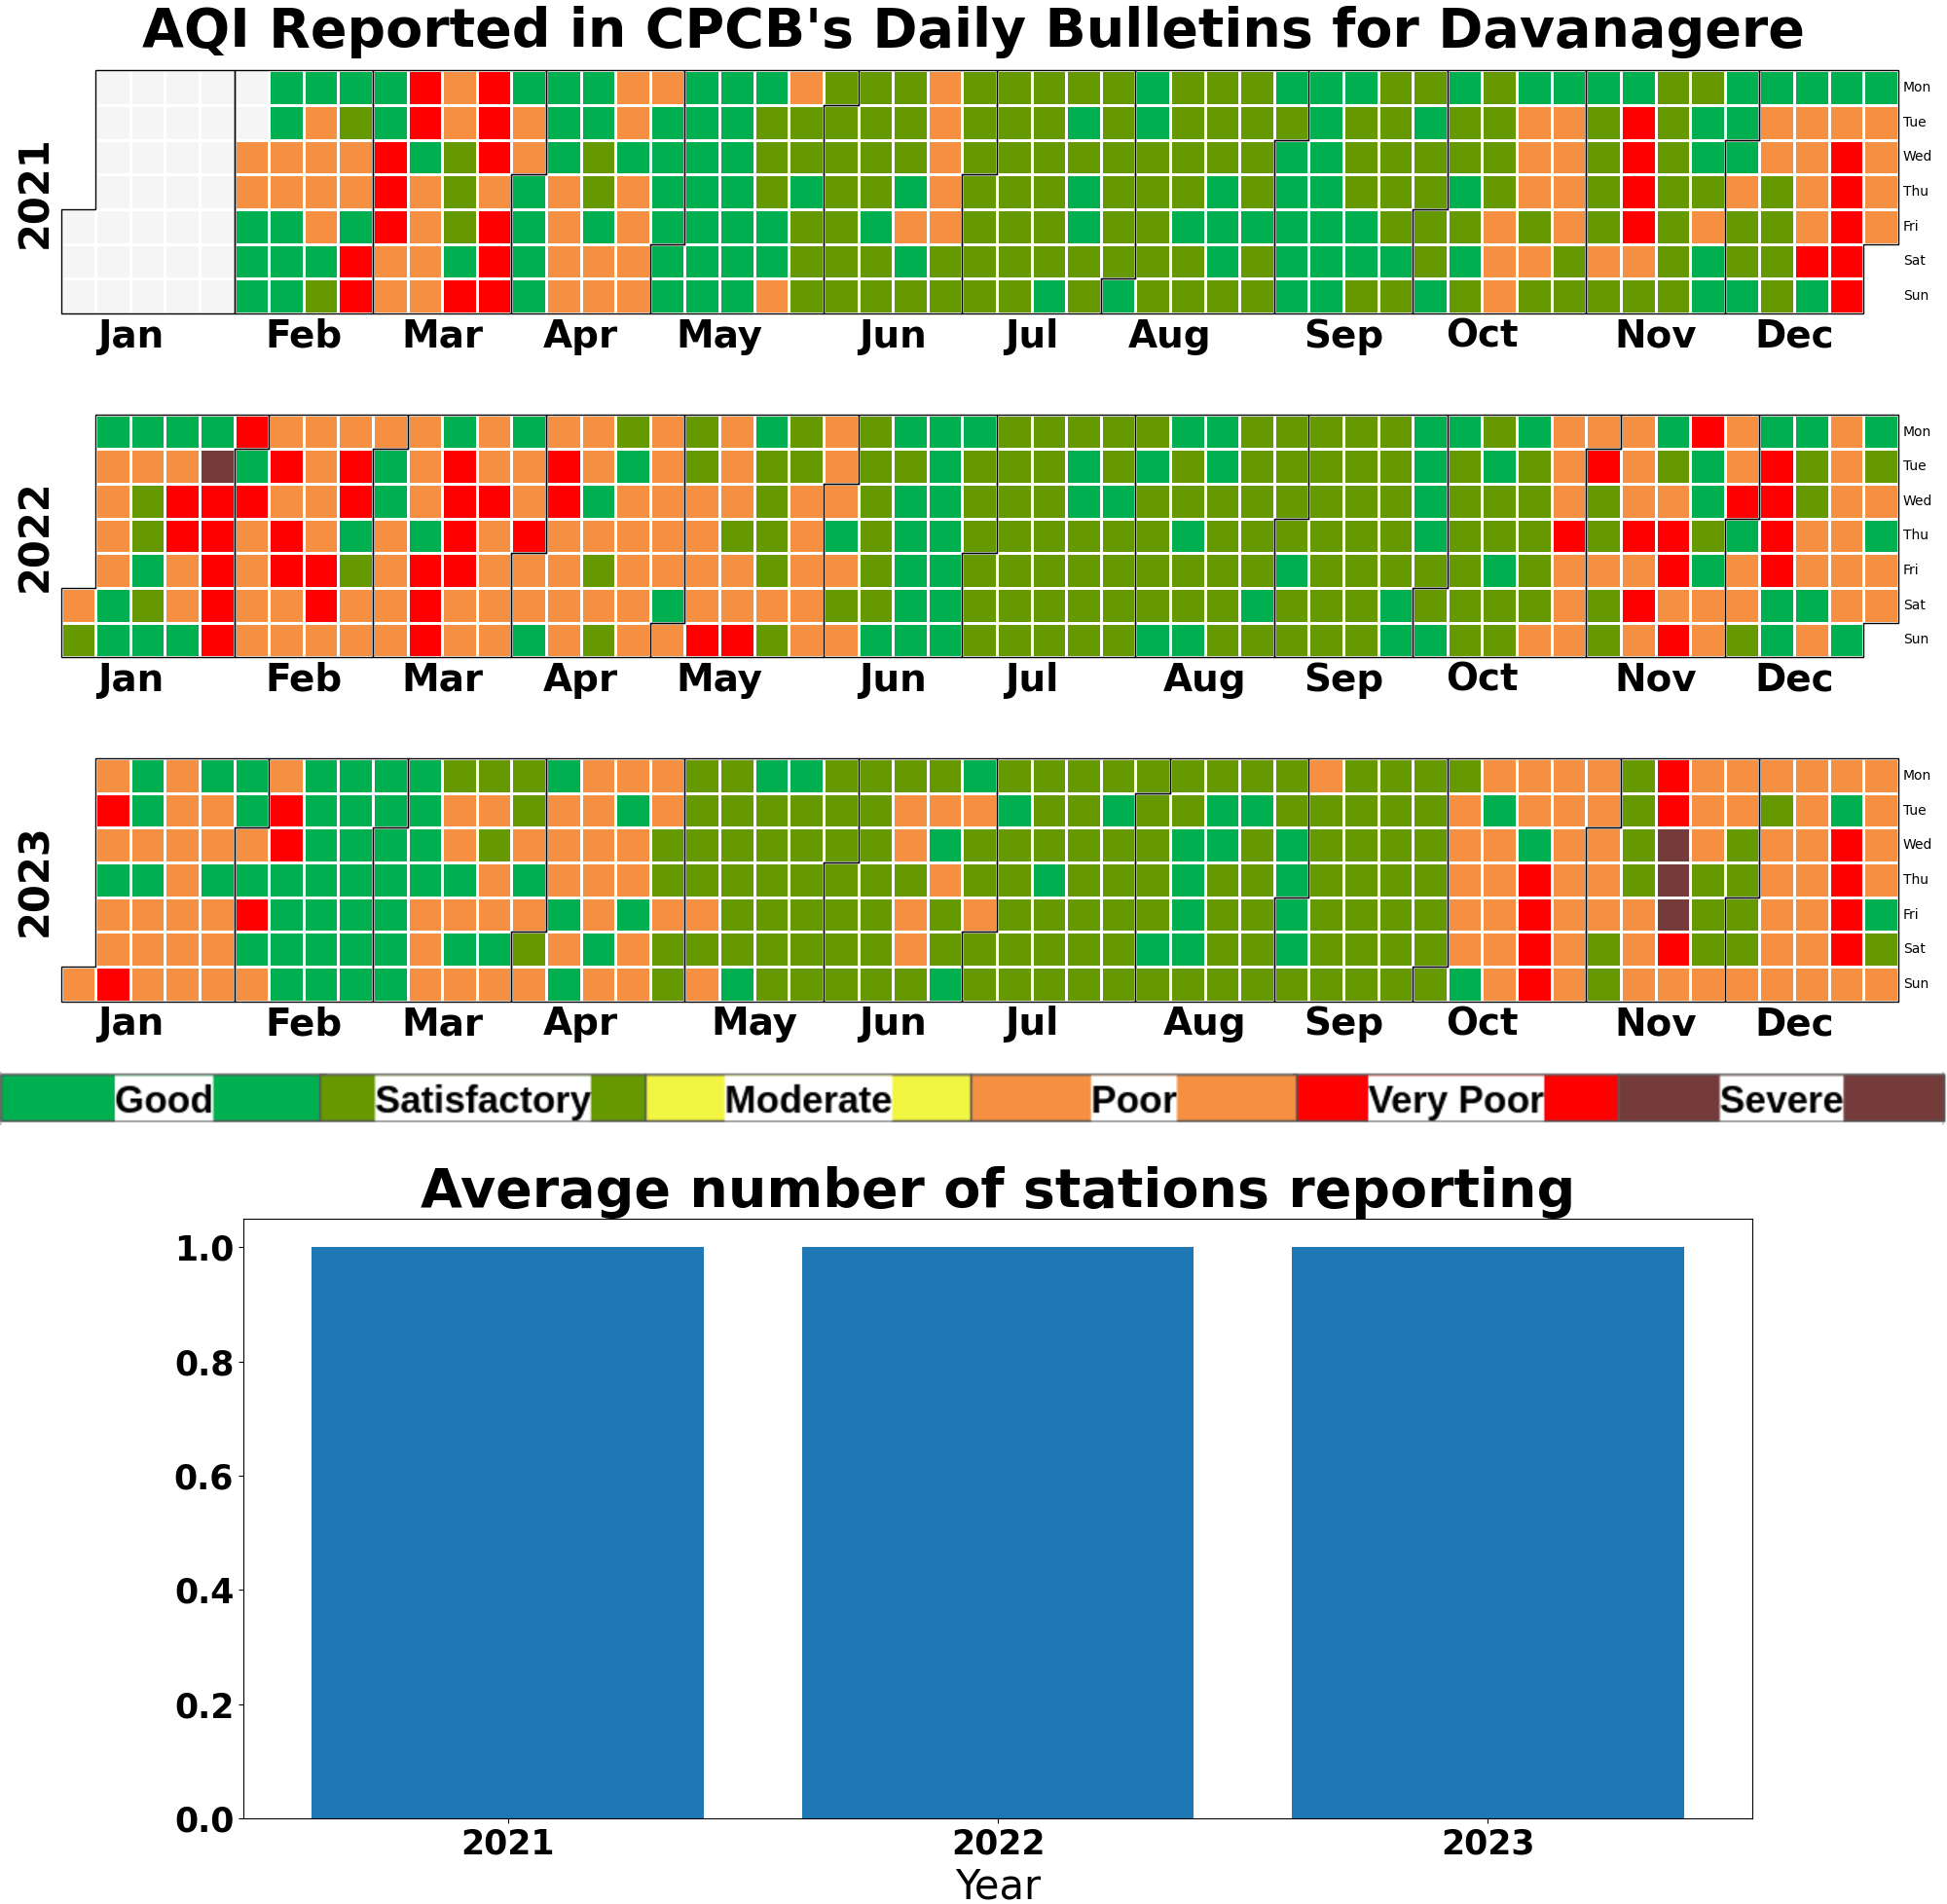 AQI Reported in CPCB's Daily Bulletins for Davanagere
2021
Mon
Tue
Wed
Thu
Fri
Sat
Sun
Jan Feb Mar Apr May Jun Jul Aug Sep Oct Nov Dec
2022
Mon
Tue
Wed
Thu
Fri
Sat
Sun
Jan Feb Mar Apr May Jun Jul Aug Sep Oct Nov Dec
2023
Mon
Tue
Wed
Thu
Fri
Sat
Sun
Jan Feb Mar Apr May Jun Jul Aug Sep Oct Nov Dec
Good Satisfactory Moderate Poor Very Poor Severe
Average number of stations reporting
1.0
0.8
0.6
0.4
0.2
0.0
2021 2022 2023
Year